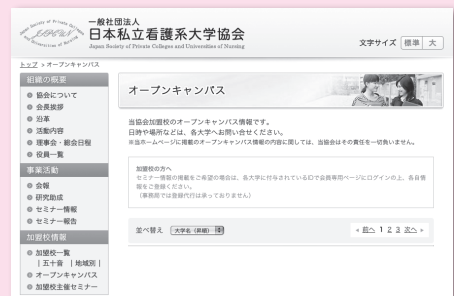 一般社団法人
日本私立看護系大学協会
Japan Society of Private Colleges and Universities of Nursing
文字サイズ 標準 大
トップ > オープンキャンパス
組織の概要
協会について
会長挨拶
沿革
活動内容
理事会・総会日程
役員一覧
事業活動
会報
研究助成
セミナー情報
セミナー報告
加盟校情報
加盟校一覧
| 五十音 | 地域別 |
オープンキャンパス
加盟校主催セミナー
オープンキャンパス
当協会加盟校のオープンキャンパス情報です。
日時や場所などは、各大学へお問い合せください。
※当ホームページに掲載のオープンキャンパス情報の内容に関しては、当協会はその責任を一切負いません。
加盟校の方へ
セミナー情報の掲載をご希望の場合は、各大学に付与されているIDで会員専用ページにログインの上、各自情報をご登録ください。
（事務局では登録代行は承っておりません）
並べ替え 大学名（昇順）
前へ 1 2 3 次へ